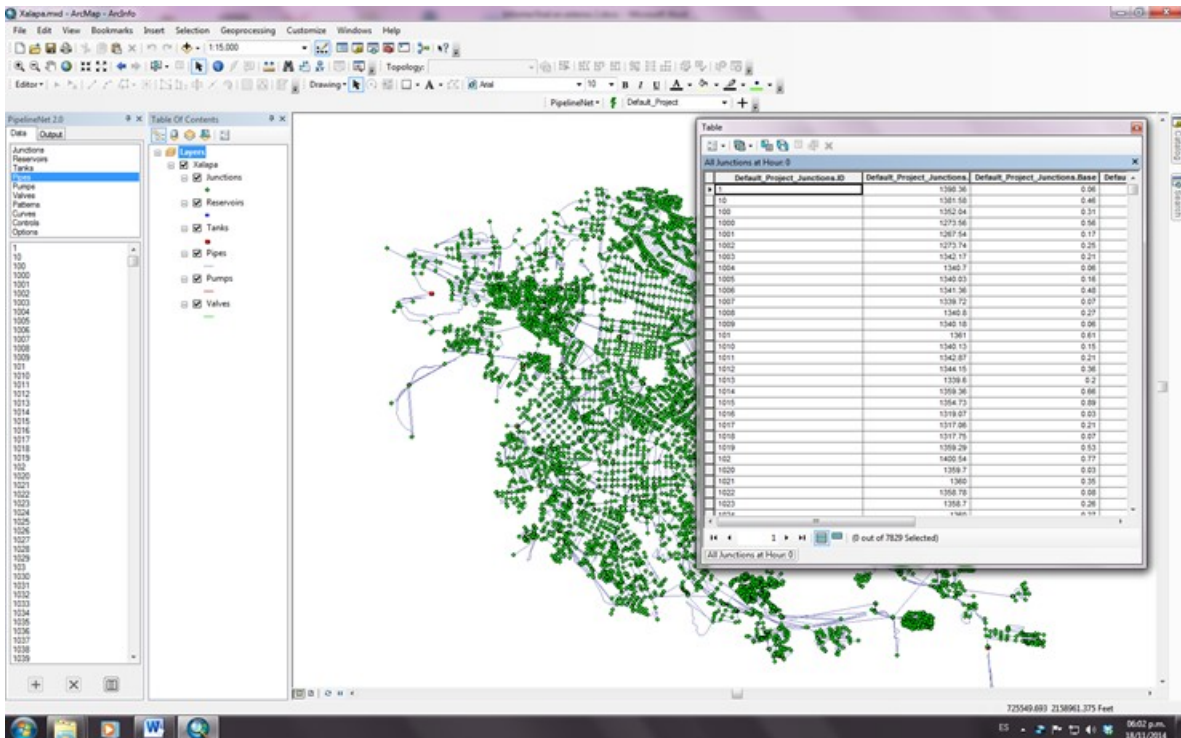 Xalapa.mxd - ArcMap - ArcInfo
File Edit View Bookmarks Insert Selection Geoprocessing Customize Windows Help
1:15.000
Topology:
Editor Drawing Arial 10 B I U A
PipelineNet Default_Project
PipelineNet 2.0
Data Output
Junctions
Reservoirs
Tanks
Pipes
Pumps
Valves
Patterns
Curves
Controls
Options
1
10
100
1000
1001
1002
1003
1004
1005
1006
1007
1008
1009
101
1010
1011
1012
1013
1014
1015
1016
1017
1018
1019
102
1020
1021
1022
1023
1024
1025
1026
1027
1028
1029
103
1030
1031
1032
1033
1034
1035
1036
1037
1038
1039
Table Of Contents
Layers
Xalapa
Junctions
Reservoirs
Tanks
Pipes
Pumps
Valves
Table
All Junctions at Hour: 0
Default_Project_Junctions.ID Default_Project_Junctions. Default_Project_Junctions.Base Defau
1 1390.36 0.06
10 1381.58 0.46
100 1352.04 0.31
1000 1273.56 0.56
1001 1267.54 0.17
1002 1273.74 0.25
1003 1342.17 0.21
1004 1340.7 0.06
1005 1340.03 0.16
1006 1341.36 0.48
1007 1339.72 0.07
1008 1340.8 0.27
1009 1340.18 0.06
101 1361 0.61
1010 1340.13 0.15
1011 1342.87 0.21
1012 1344.15 0.36
1013 1339.6 0.2
1014 1359.36 0.66
1015 1354.73 0.89
1016 1319.07 0.03
1017 1317.06 0.21
1018 1317.75 0.07
1019 1359.29 0.53
102 1400.54 0.77
1020 1359.7 0.03
1021 1360 0.35
1022 1358.78 0.08
1023 1358.7 0.26
1024 1360
1 (0 out of 7829 Selected)
All Junctions at Hour: 0
Catalog
Search
725549.693 2158961.375 Feet
ES
06:02 p.m.
18/11/2014